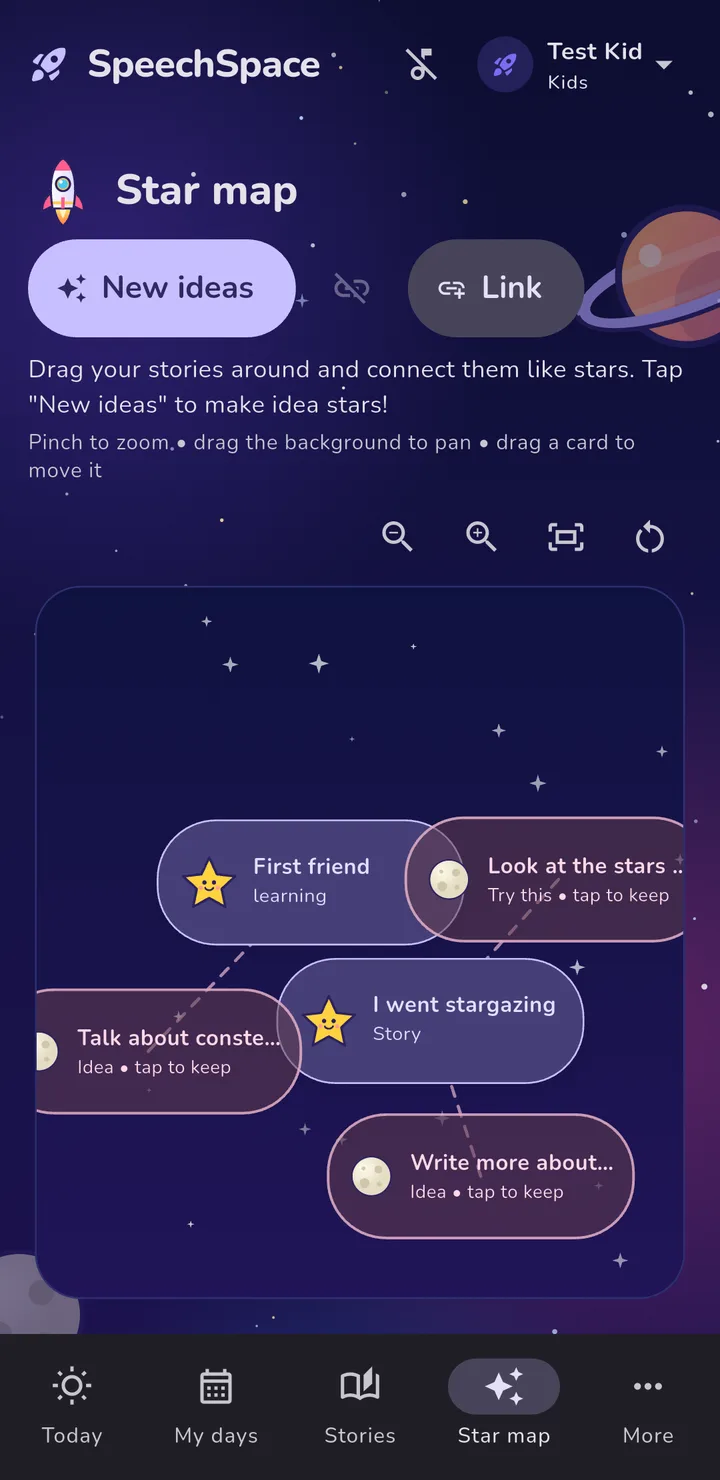 SpeechSpace
Test Kid
Kids
Star map
New ideas
Link
Drag your stories around and connect them like stars. Tap
"New ideas" to make idea stars!
Pinch to zoom • drag the background to pan • drag a card to
move it
First friend
learning
Look at the stars ..
Try this • tap to keep
I went stargazing
Story
Talk about conste...
Idea • tap to keep
Write more about...
Idea • tap to keep
Today
My days
Stories
Star map
More